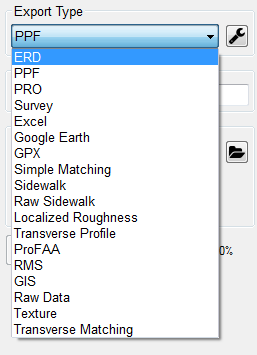 Export Type
PPF
ERD
PPF
PRO
Survey
Excel
Google Earth
GPX
Simple Matching
Sidewalk
Raw Sidewalk
Localized Roughness
Transverse Profile
ProFAA
RMS
GIS
Raw Data
Texture
Transverse Matching
0%